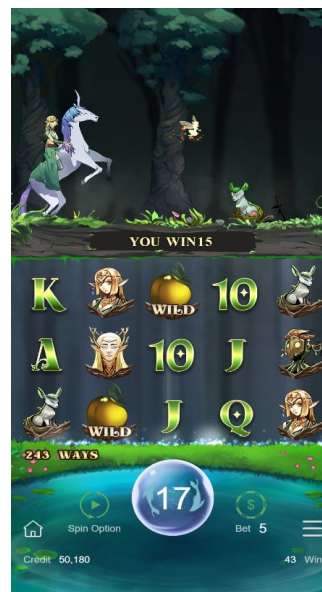 YOU WIN15
K WILD 10
A 10 J
WILD J Q
243 WAYS
17
Spin Option
Bet 5
Credit 50,180
43 Win